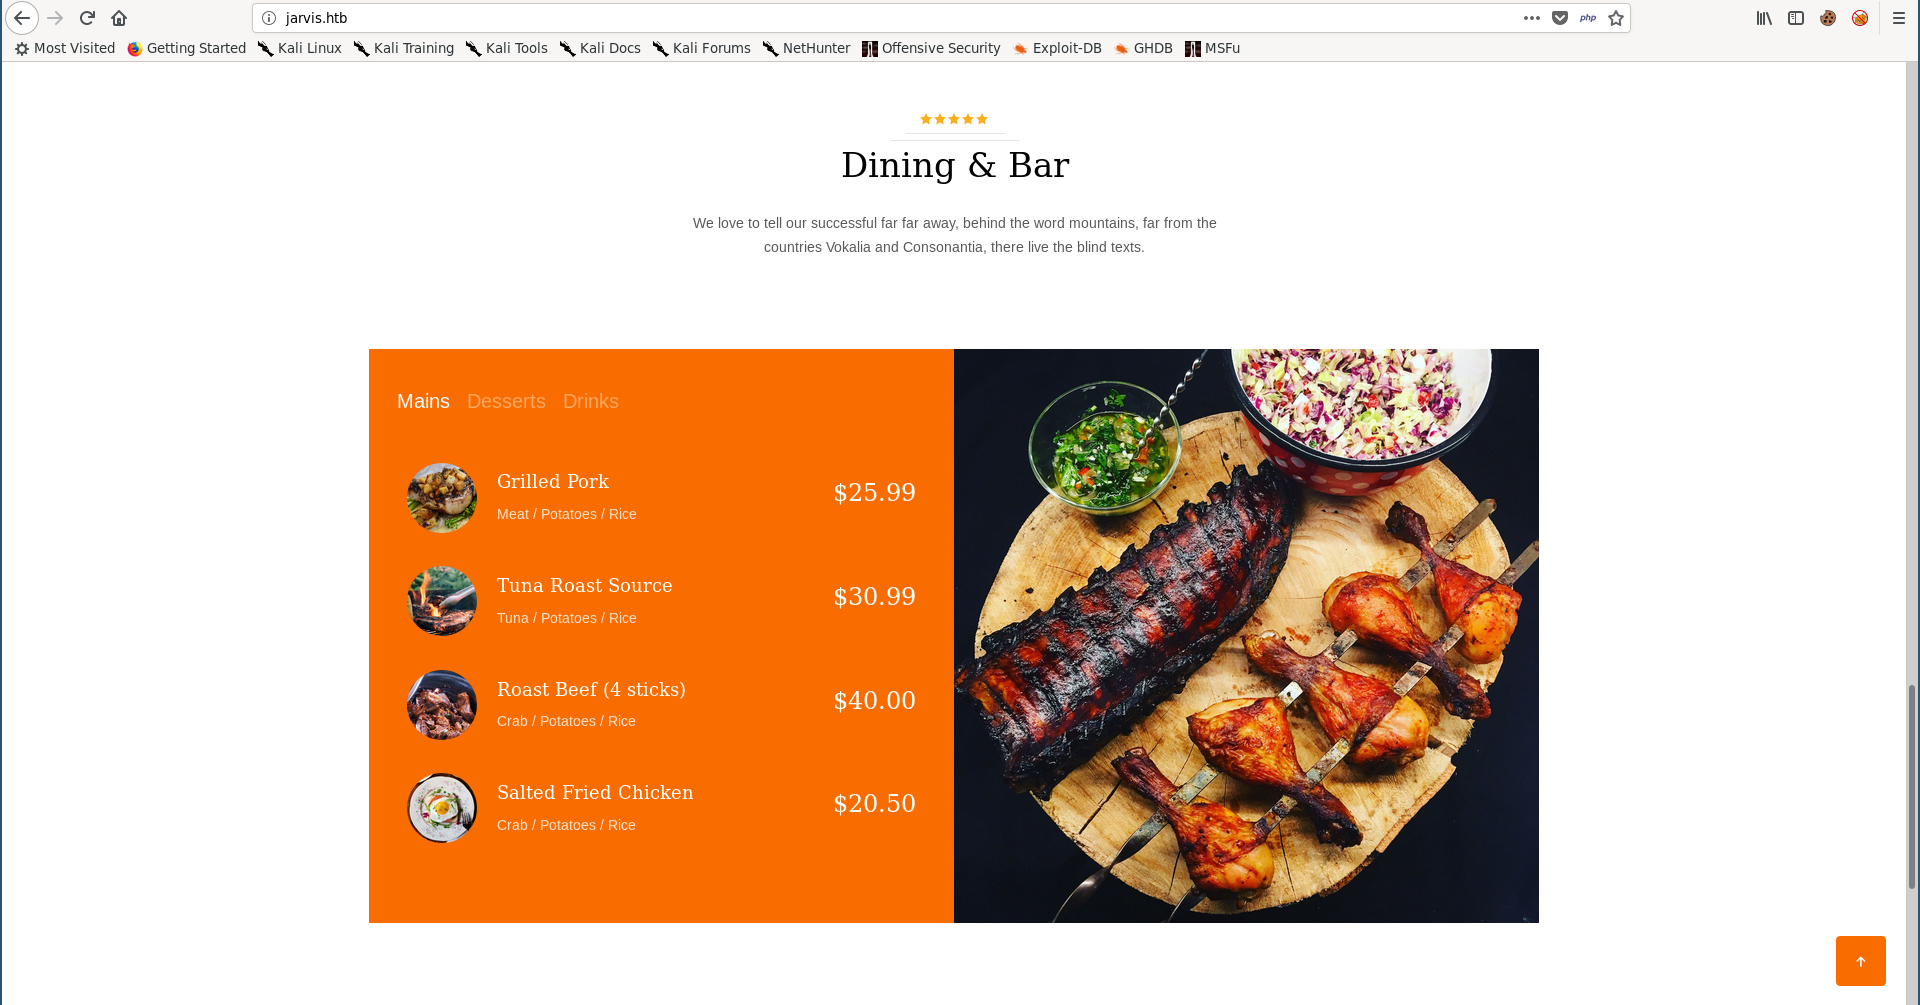 jarvis.htb
php
Most Visited Getting Started Kali Linux Kali Training Kali Tools Kali Docs Kali Forums NetHunter Offensive Security Exploit-DB GHDB MSFu
Dining & Bar
We love to tell our successful far far away, behind the word mountains, far from the
countries Vokalia and Consonantia, there live the blind texts.
Mains Desserts Drinks
Grilled Pork
$25.99
Meat / Potatoes / Rice
Tuna Roast Source
$30.99
Tuna / Potatoes / Rice
Roast Beef (4 sticks)
$40.00
Crab / Potatoes / Rice
Salted Fried Chicken
$20.50
Crab / Potatoes / Rice